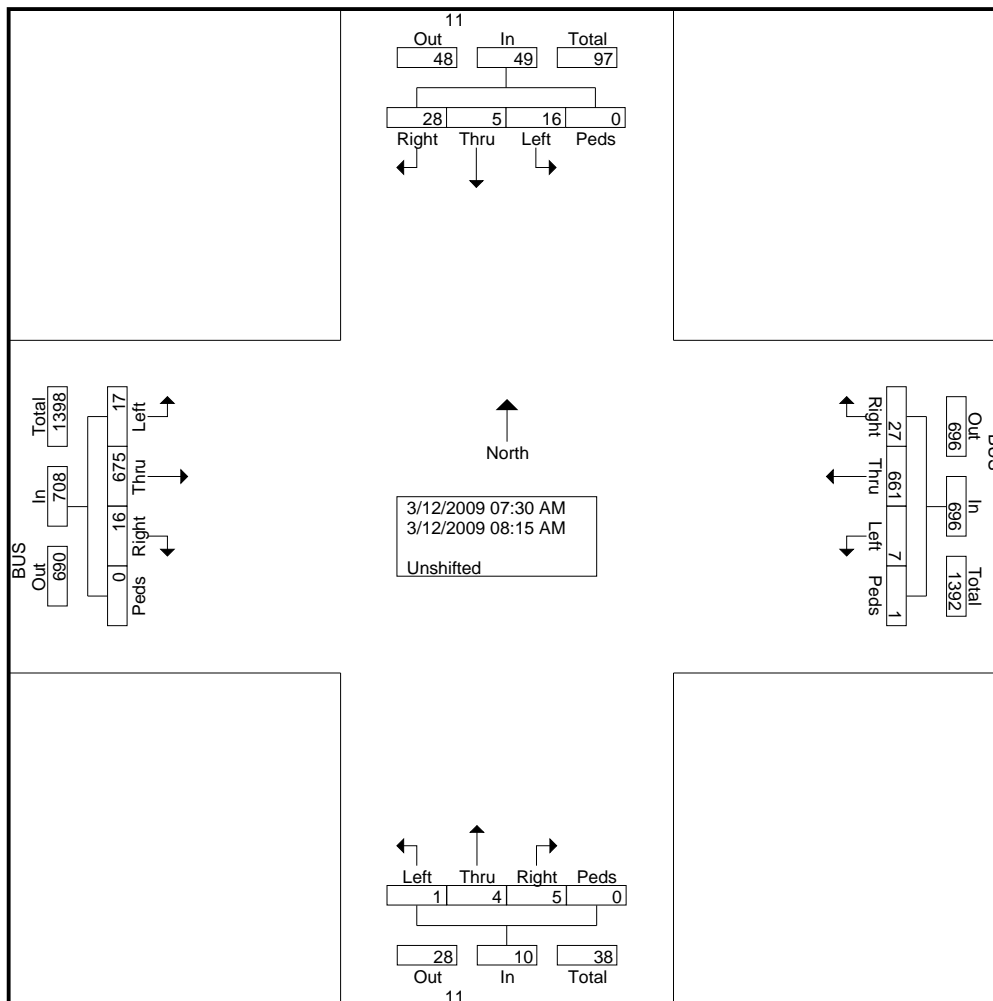 11
Out In Total
48 49 97
28 5 16 0
Right Thru Left Peds
Total 1398
In 708
Out 690
BUS
17 675 16 0
Left Thru Right Peds
North
3/12/2009 07:30 AM
3/12/2009 08:15 AM
Unshifted
Right Thru Left Peds
27 661 7 1
Out 696
In 696
Total 1392
BUS
Left Thru Right Peds
1 4 5 0
28 10 38
Out In Total
11